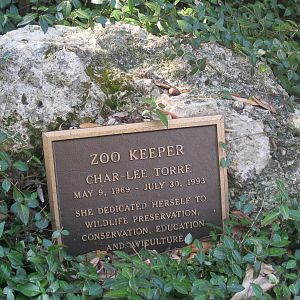 ZOO KEEPER
CHAR-LEE TORRE
MAY 9, 1969 - JULY 30, 1993
SHE DEDICATED HERSELF TO
WILDLIFE PRESERVATION,
CONSERVATION, EDUCATION
AND AVICULTURE.